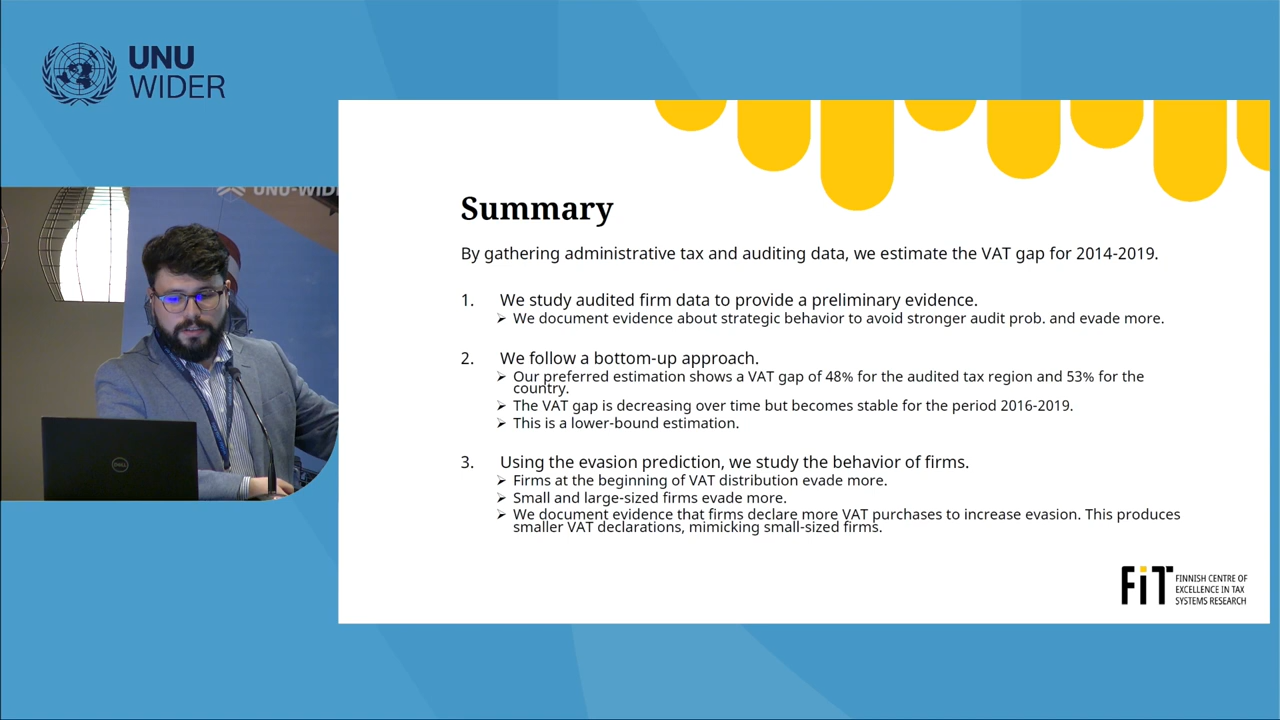 UNU
WIDER
UNU-WID
Summary
By gathering administrative tax and auditing data, we estimate the VAT gap for 2014-2019.
1. We study audited firm data to provide a preliminary evidence.
➢ We document evidence about strategic behavior to avoid stronger audit prob. and evade more.
2. We follow a bottom-up approach.
➢ Our preferred estimation shows a VAT gap of 48% for the audited tax region and 53% for the
country.
➢ The VAT gap is decreasing over time but becomes stable for the period 2016-2019.
➢ This is a lower-bound estimation.
3. Using the evasion prediction, we study the behavior of firms.
➢ Firms at the beginning of VAT distribution evade more.
➢ Small and large-sized firms evade more.
➢ We document evidence that firms declare more VAT purchases to increase evasion. This produces
smaller VAT declarations, mimicking small-sized firms.
DELL
FiT
FINNISH CENTRE OF
EXCELLENCE IN TAX
SYSTEMS RESEARCH